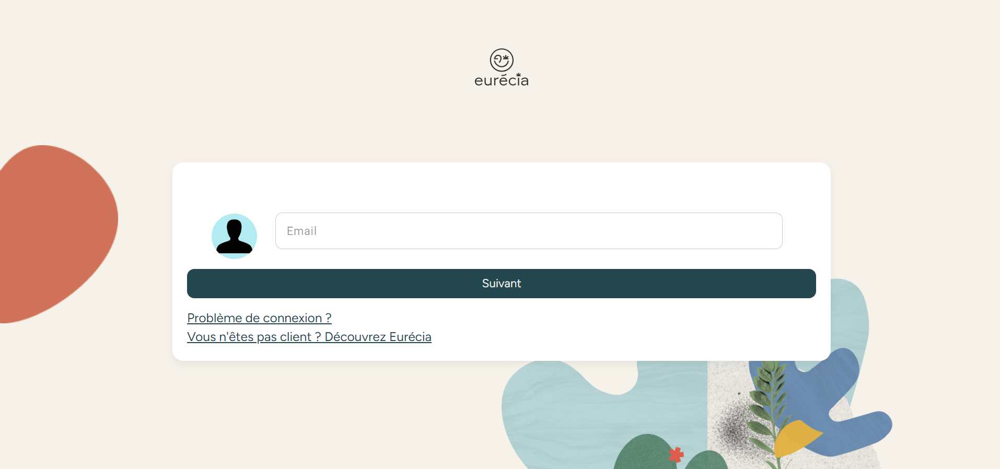 eurécia
Email
Suivant
Problème de connexion ?
Vous n'êtes pas client ? Découvrez Eurécia